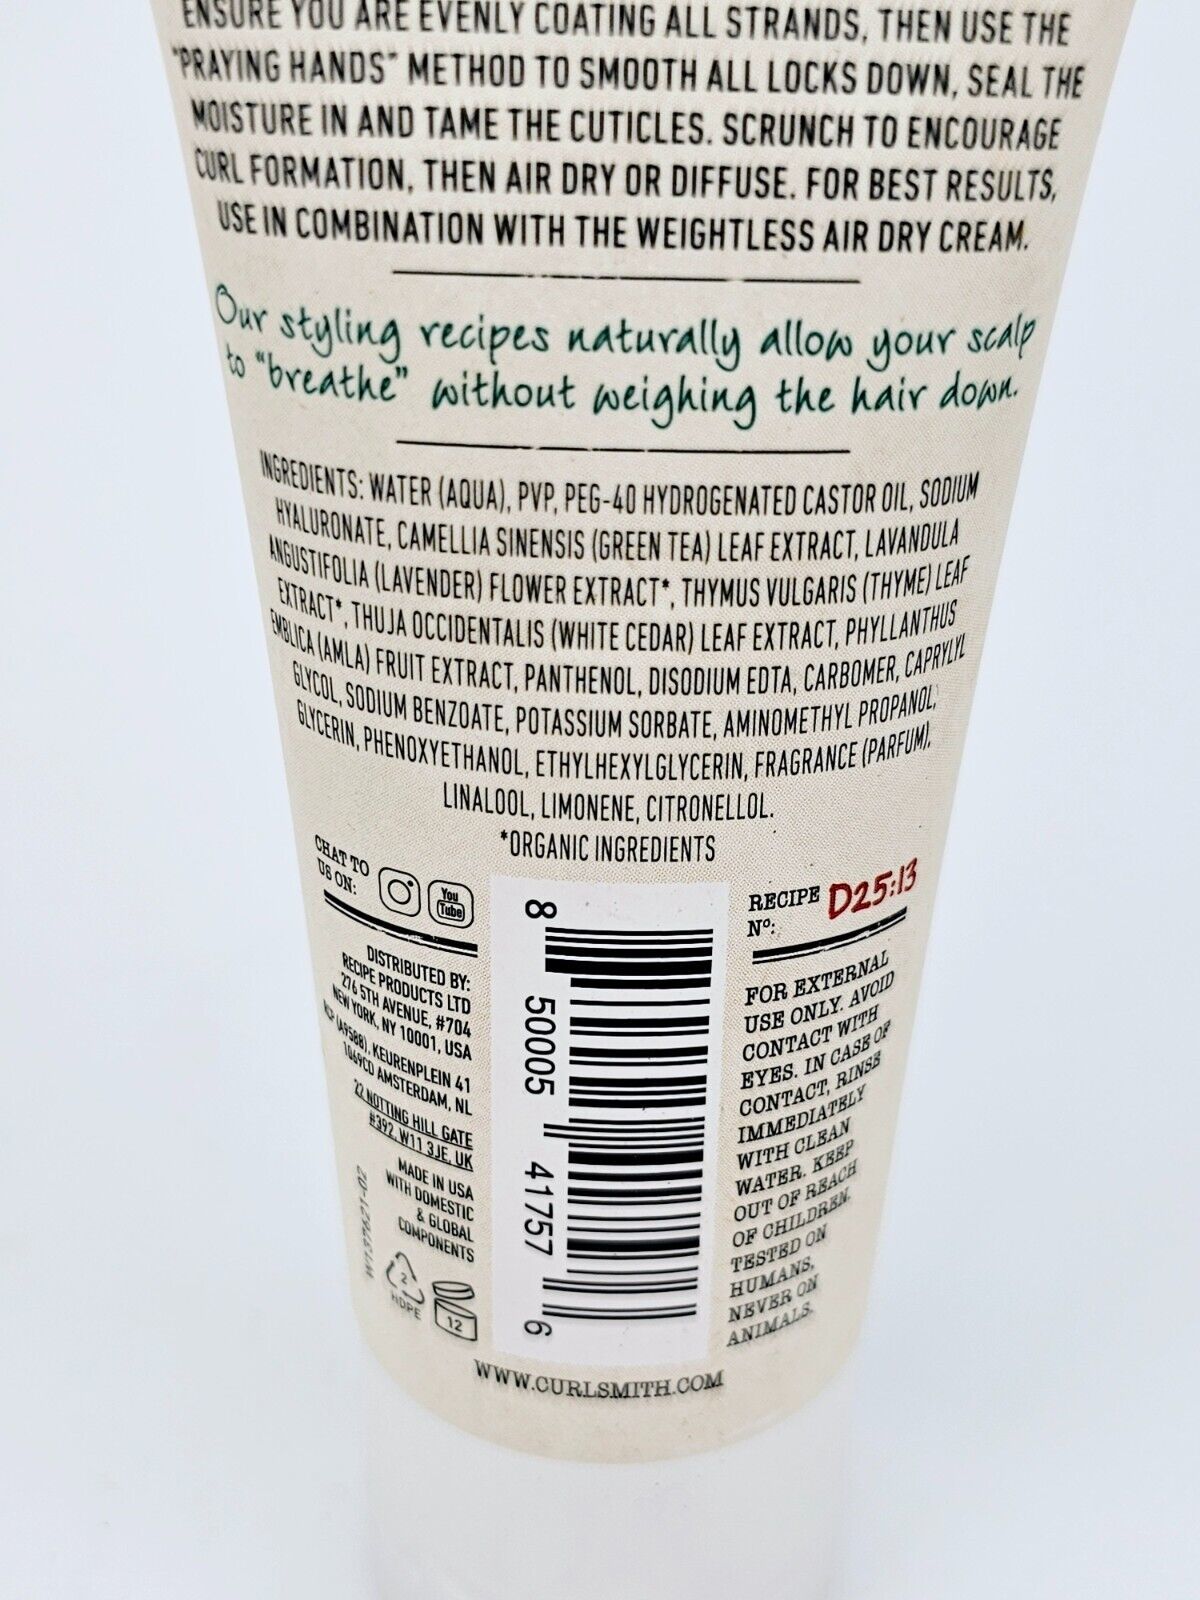 ENSURE YOU ARE EVENLY COATING ALL STRANDS, THEN USE THE
"PRAYING HANDS" METHOD TO SMOOTH ALL LOCKS DOWN, SEAL THE
MOISTURE IN AND TAME THE CUTICLES. SCRUNCH TO ENCOURAGE
CURL FORMATION, THEN AIR DRY OR DIFFUSE. FOR BEST RESULTS,
USE IN COMBINATION WITH THE WEIGHTLESS AIR DRY CREAM.
Our styling recipes naturally allow your scalp
to "breathe" without weighing the hair down.
INGREDIENTS: WATER (AQUA), PVP, PEG-40 HYDROGENATED CASTOR OIL, SODIUM
HYALURONATE, CAMELLIA SINENSIS (GREEN TEA) LEAF EXTRACT, LAVANDULA
ANGUSTIFOLIA (LAVENDER) FLOWER EXTRACT*, THYMUS VULGARIS (THYME) LEAF
EXTRACT*, THUJA OCCIDENTALIS (WHITE CEDAR) LEAF EXTRACT, PHYLLANTHUS
EMBLICA (AMLA) FRUIT EXTRACT, PANTHENOL, DISODIUM EDTA, CARBOMER, CAPRYLYL
GLYCOL, SODIUM BENZOATE, POTASSIUM SORBATE, AMINOMETHYL PROPANOL,
GLYCERIN, PHENOXYETHANOL, ETHYLHEXYLGLYCERIN, FRAGRANCE (PARFUM),
LINALOOL, LIMONENE, CITRONELLOL.
*ORGANIC INGREDIENTS
CHAT TO
US ON:
You
Tube
DISTRIBUTED BY:
RECIPE PRODUCTS LTD
276 5TH AVENUE, #704
NEW YORK, NY 10001, USA
RCP (A9588), KEURENPLEIN 41
1069CD AMSTERDAM, NL
22 NOTTING HILL GATE
#392, W11 3JE, UK
MADE IN USA
WITH DOMESTIC
& GLOBAL
COMPONENTS
W137621-02
2
HDPE
12
8 50005 41757 6
RECIPE
Nº: D25:13
FOR EXTERNAL
USE ONLY. AVOID
CONTACT WITH
EYES. IN CASE OF
CONTACT, RINSE
IMMEDIATELY
WITH CLEAN
WATER. KEEP
OUT OF REACH
OF CHILDREN.
TESTED ON
HUMANS,
NEVER ON
ANIMALS.
WWW.CURLSMITH.COM